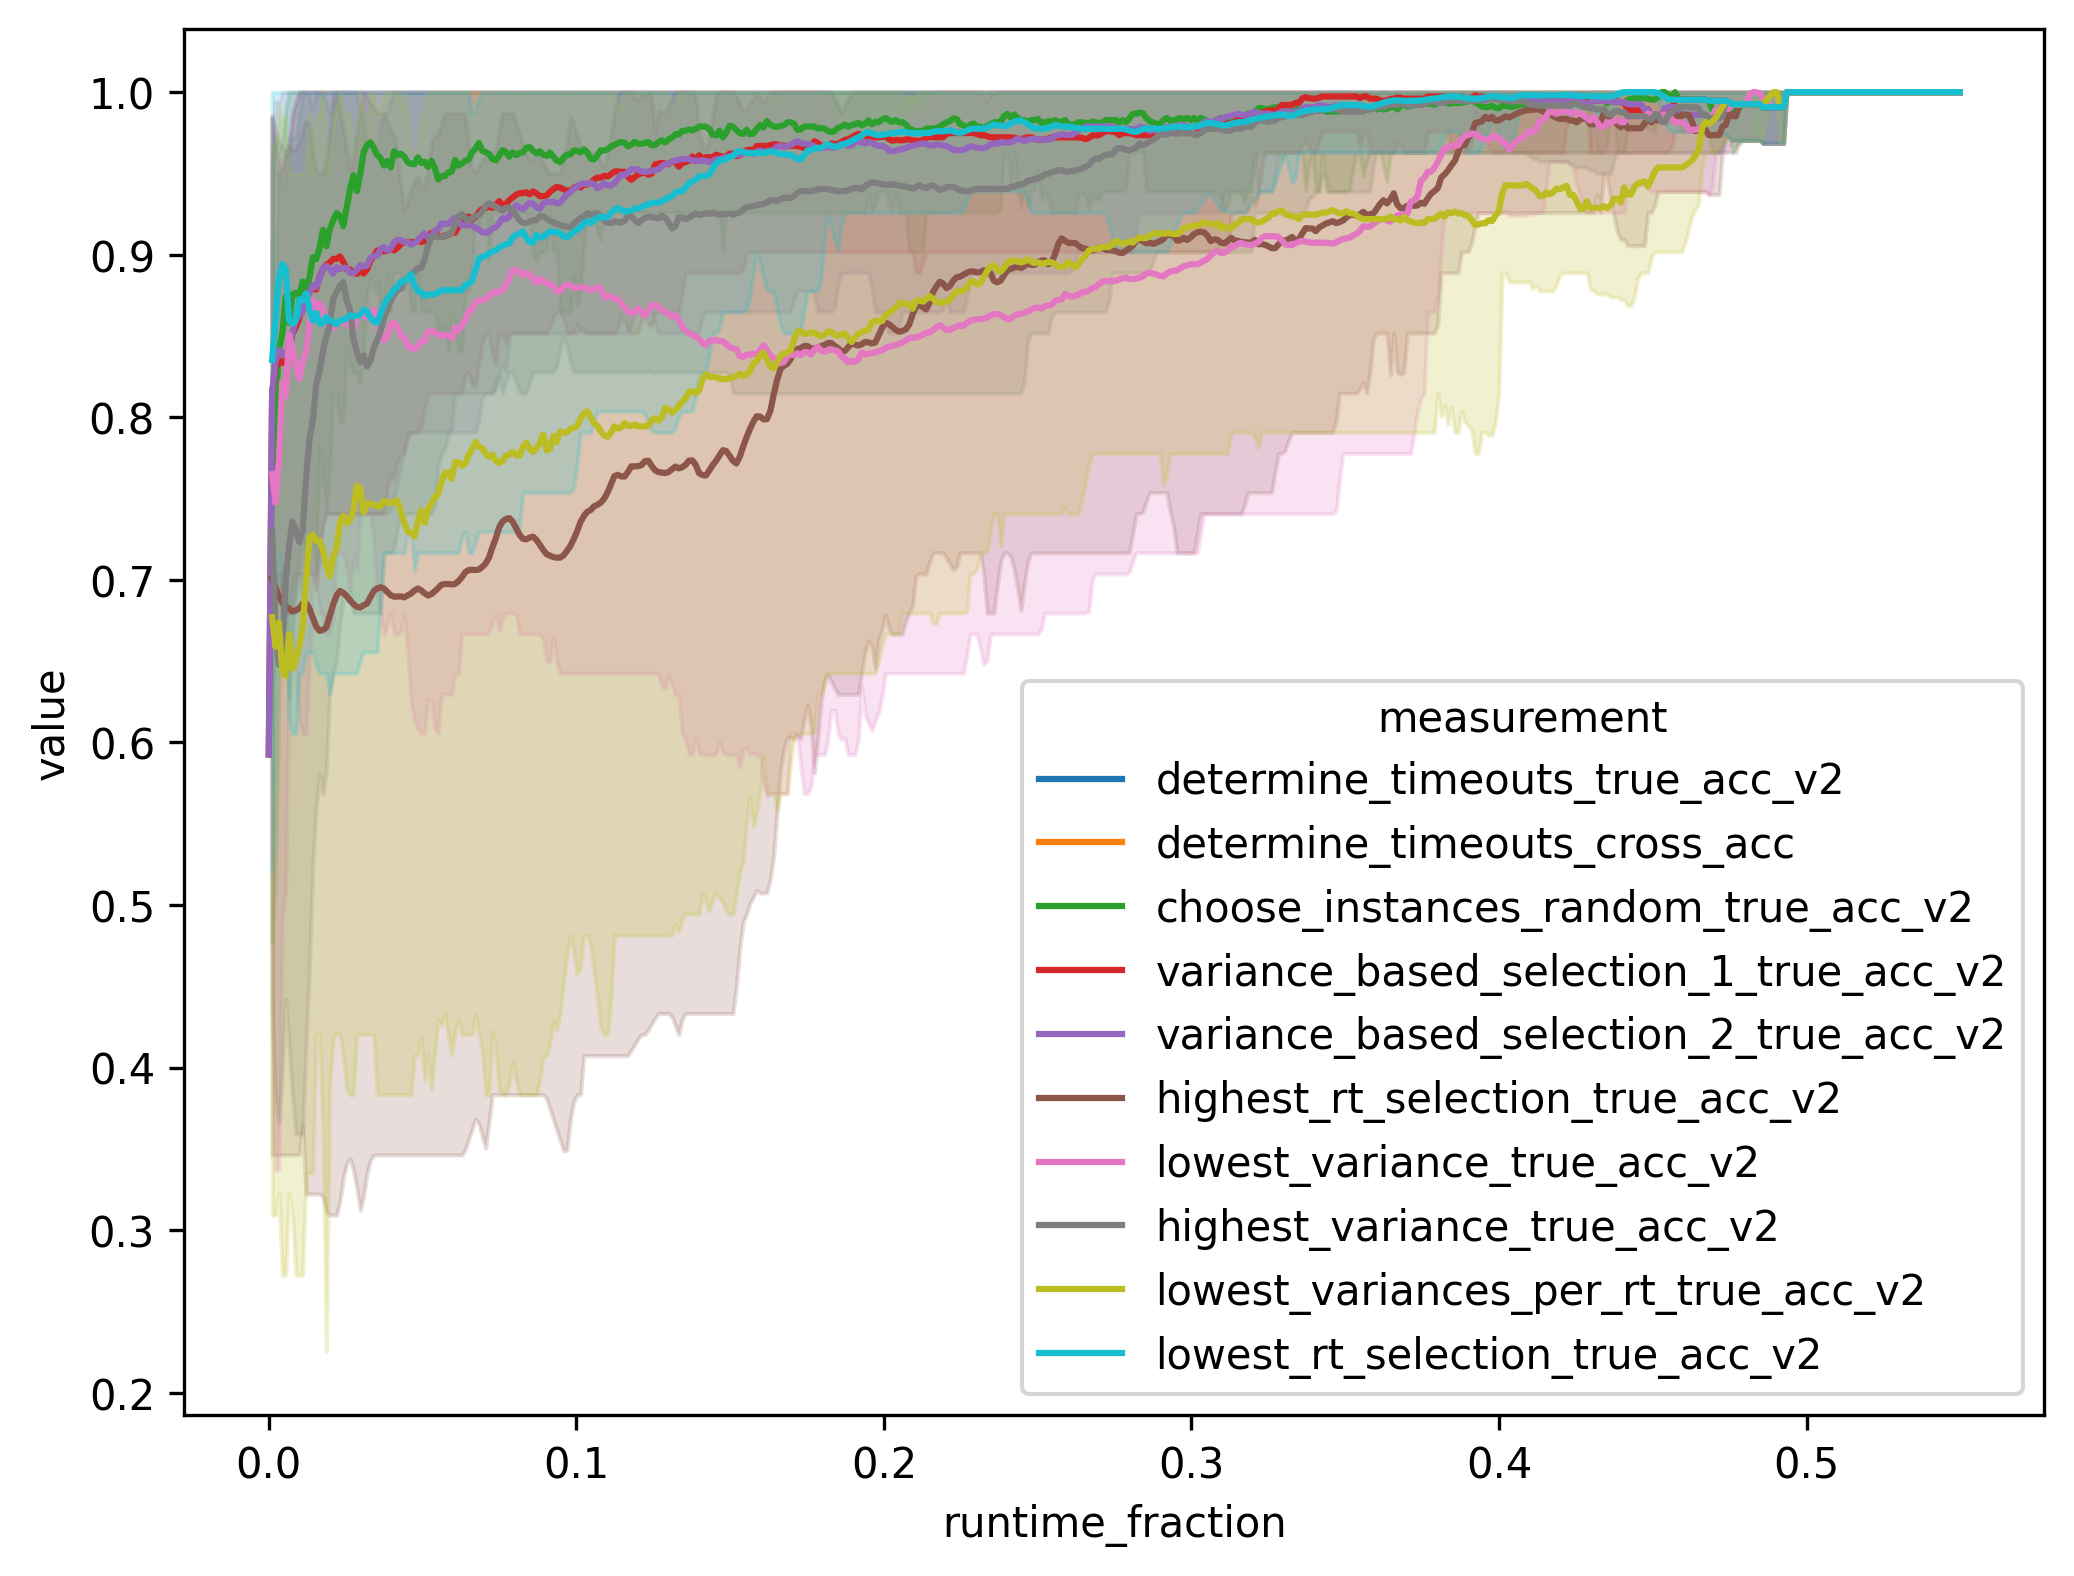 1.0
0.9
0.8
0.7
0.6
0.5
0.4
0.3
0.2
value
measurement
determine_timeouts_true_acc_v2
determine_timeouts_cross_acc
choose_instances_random_true_acc_v2
variance_based_selection_1_true_acc_v2
variance_based_selection_2_true_acc_v2
highest_rt_selection_true_acc_v2
lowest_variance_true_acc_v2
highest_variance_true_acc_v2
lowest_variances_per_rt_true_acc_v2
lowest_rt_selection_true_acc_v2
0.0 0.1 0.2 0.3 0.4 0.5
runtime_fraction